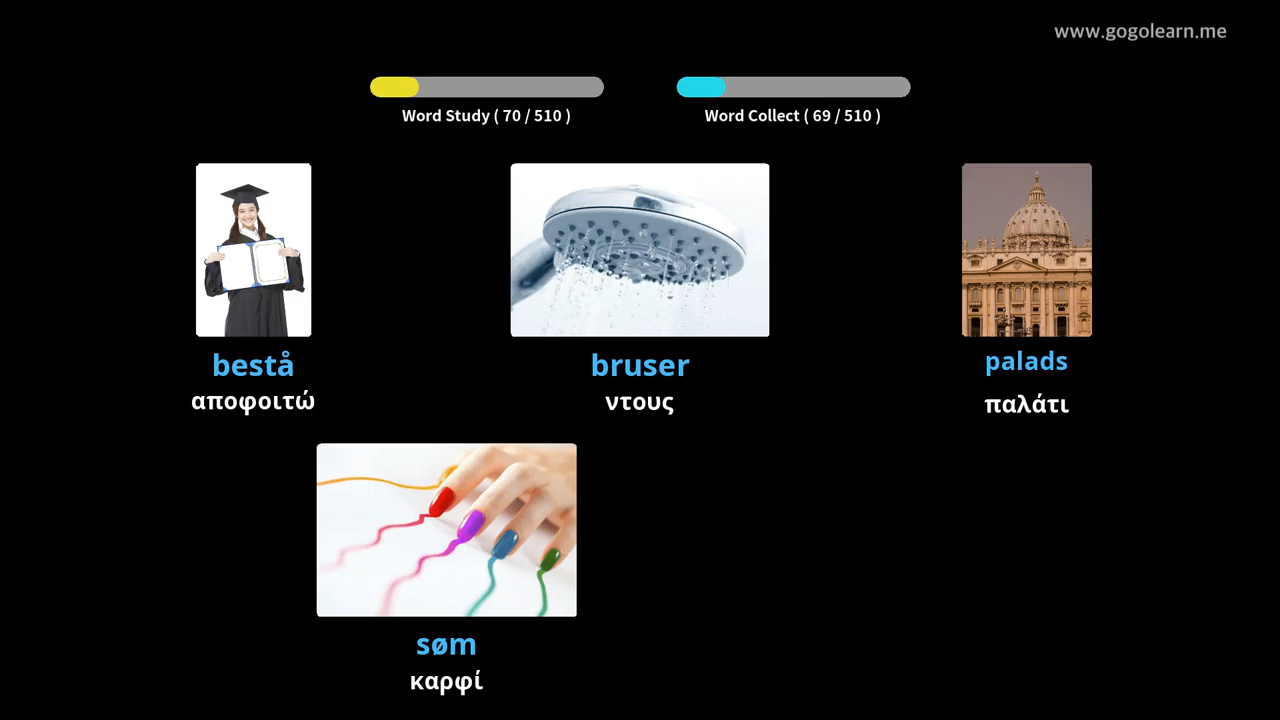 www.gogolearn.me
Word Study ( 70 / 510 )
Word Collect ( 69 / 510 )
bestå
αποφοιτώ
bruser
ντους
palads
παλάτι
søm
καρφί